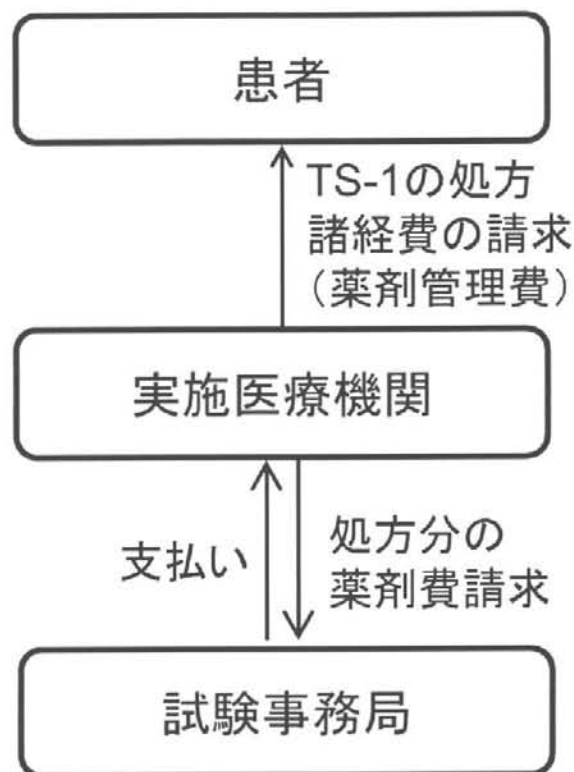 患者
TS-1の処方
諸経費の請求
（薬剤管理費）
実施医療機関
支払い
処方分の
薬剤費請求
試験事務局